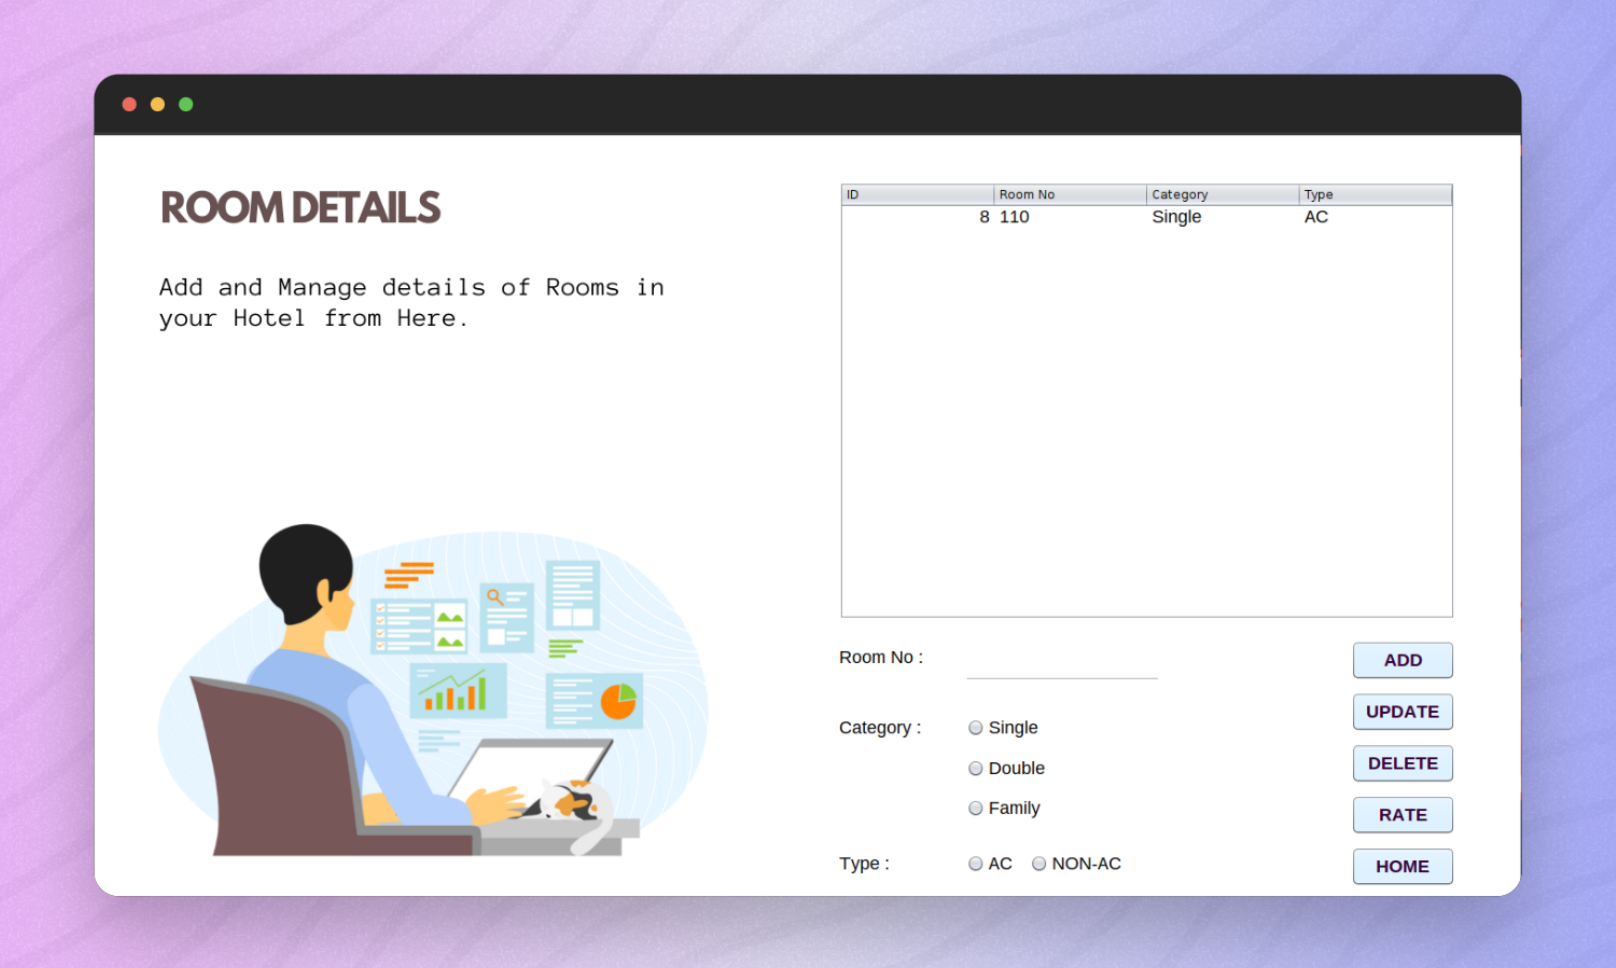 ROOM DETAILS
Add and Manage details of Rooms in
your Hotel from Here.
ID Room No Category Type
8 110 Single AC
Room No :
Category :
Single
Double
Family
Type :
AC NON-AC
ADD
UPDATE
DELETE
RATE
HOME